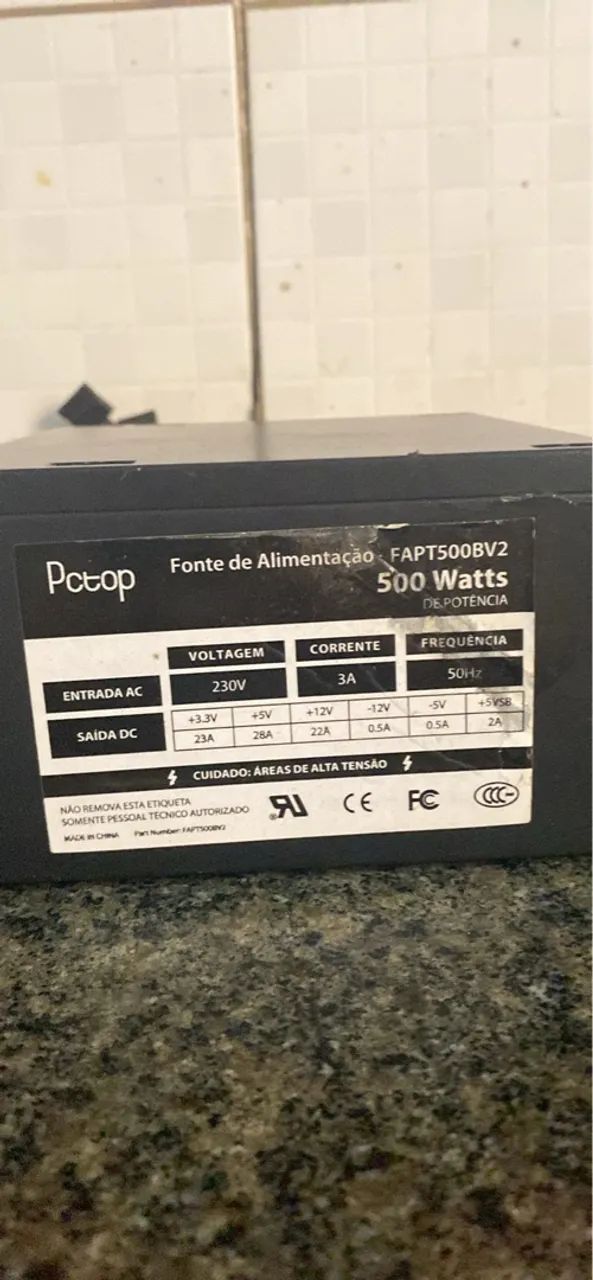 Pctop
Fonte de Alimentação - FAPT500BV2
500 Watts
DE POTÊNCIA
VOLTAGEM CORRENTE FREQUÊNCIA
ENTRADA AC 230V 3A 50Hz
SAÍDA DC
+3.3V +5V +12V -12V -5V +5VSB
23A 28A 22A 0.5A 0.5A 2A
CUIDADO: ÁREAS DE ALTA TENSÃO
NÃO REMOVA ESTA ETIQUETA
SOMENTE PESSOAL TÉCNICO AUTORIZADO
MADE IN CHINA Part Number: FAPT500BV2
CE FC CCC